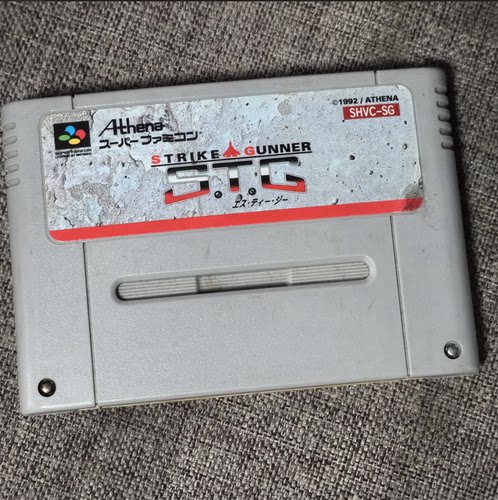 ©1992 / ATHENA
SHVC-SG
Athena
スーパーファミコン
STRIKE GUNNER
S.T.G
エス・ティー・ジー